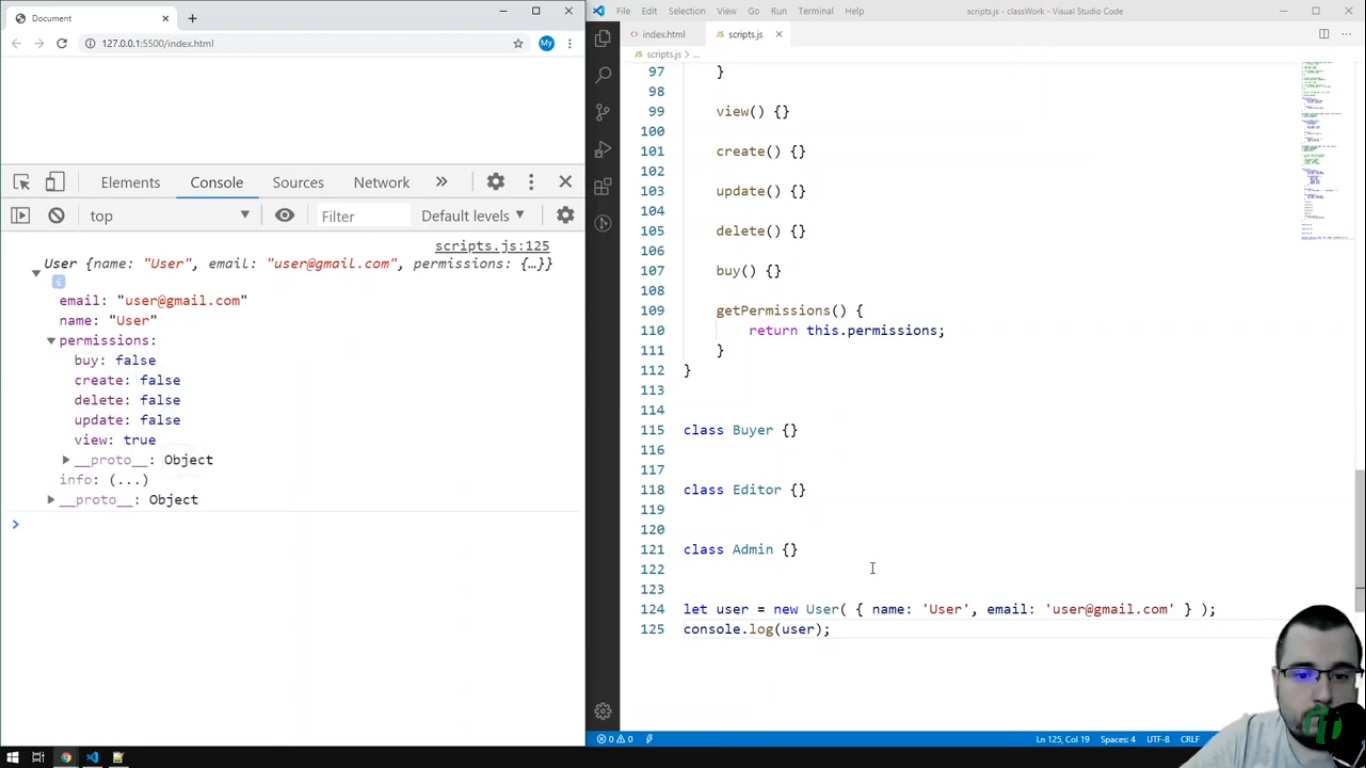 Document
127.0.0.1:5500/index.html
My
Elements
Console
Sources
Network
»
top
Filter
Default levels
scripts.js:125
User {name: "User", email: "user@gmail.com", permissions: {…}}
i
email: "user@gmail.com"
name: "User"
permissions:
buy: false
create: false
delete: false
update: false
view: true
__proto__: Object
info: (...)
__proto__: Object
>
File Edit Selection View Go Run Terminal Help
scripts.js - classWork - Visual Studio Code
index.html
JS scripts.js
JS scripts.js > ...
97 }
98
99 view() {}
100
101 create() {}
102
103 update() {}
104
105 delete() {}
106
107 buy() {}
108
109 getPermissions() {
110 return this.permissions;
111 }
112 }
113
114
115 class Buyer {}
116
117
118 class Editor {}
119
120
121 class Admin {}
122
123
124 let user = new User( { name: 'User', email: 'user@gmail.com' } );
125 console.log(user);
0 0
Ln 125, Col 19
Spaces: 4
UTF-8
CRLF